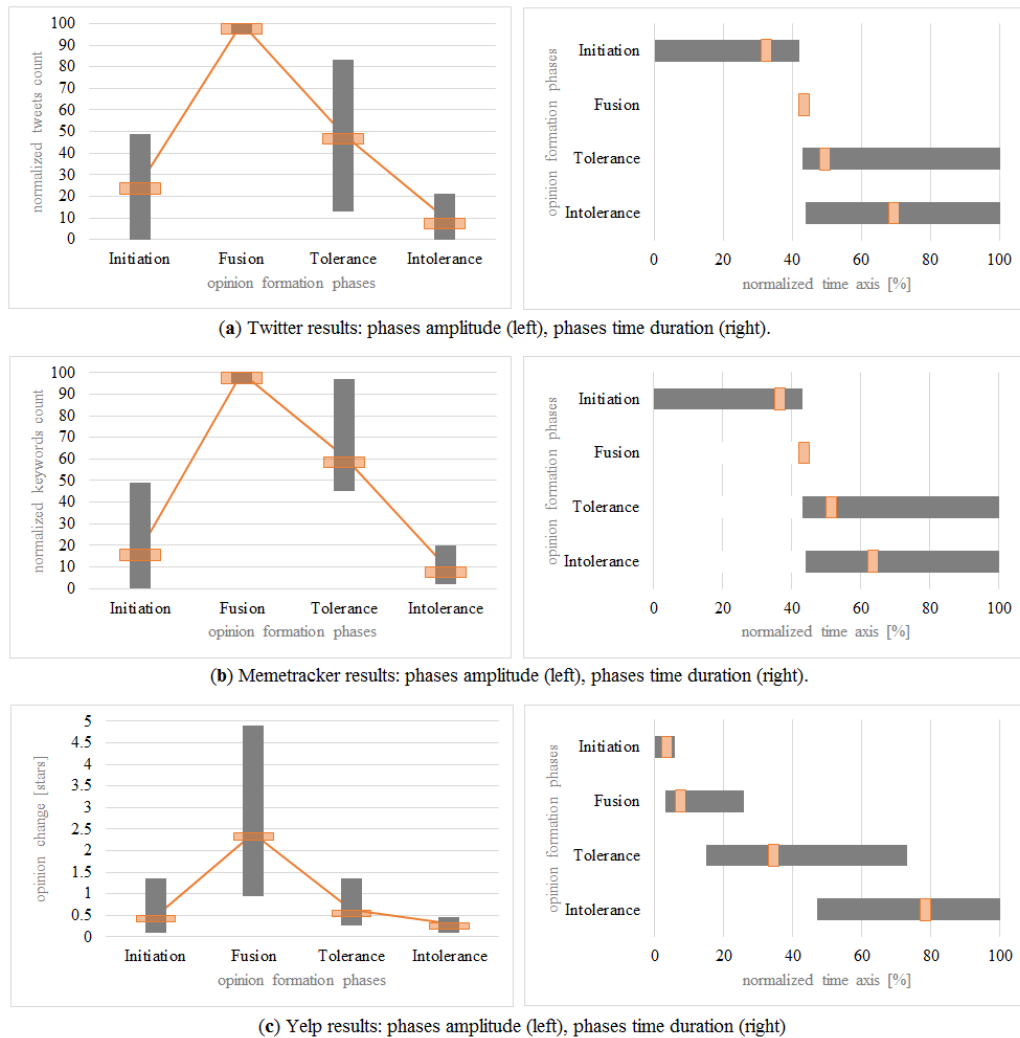 100
90
80
70
60
50
40
30
20
10
0
normalized tweets count
Initiation Fusion Tolerance Intolerance
opinion formation phases
opinion formation phases
Initiation
Fusion
Tolerance
Intolerance
0 20 40 60 80 100
normalized time axis [%]
(a) Twitter results: phases amplitude (left), phases time duration (right).
100
90
80
70
60
50
40
30
20
10
0
normalized keywords count
Initiation Fusion Tolerance Intolerance
opinion formation phases
opinion formation phases
Initiation
Fusion
Tolerance
Intolerance
0 20 40 60 80 100
normalized time axis [%]
(b) Memetracker results: phases amplitude (left), phases time duration (right).
5
4.5
4
3.5
3
2.5
2
1.5
1
0.5
0
opinion change [stars]
Initiation Fusion Tolerance Intolerance
opinion formation phases
opinion formation phases
Initiation
Fusion
Tolerance
Intolerance
0 20 40 60 80 100
normalized time axis [%]
(c) Yelp results: phases amplitude (left), phases time duration (right)